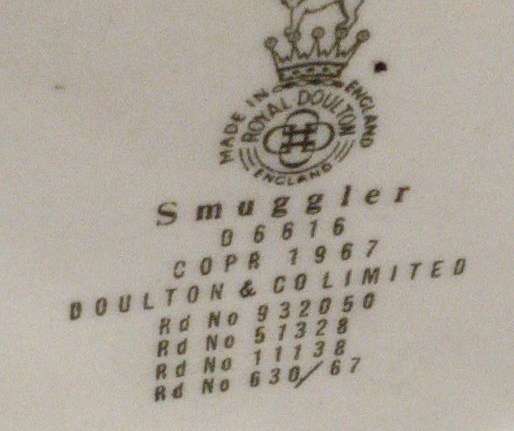 MADE IN ENGLAND
ROYAL DOULTON
ENGLAND
Smuggler
D 6616
COPR 1967
DOULTON & CO LIMITED
Rd No 932050
Rd No 51328
Rd No 11138
Rd No 630/67